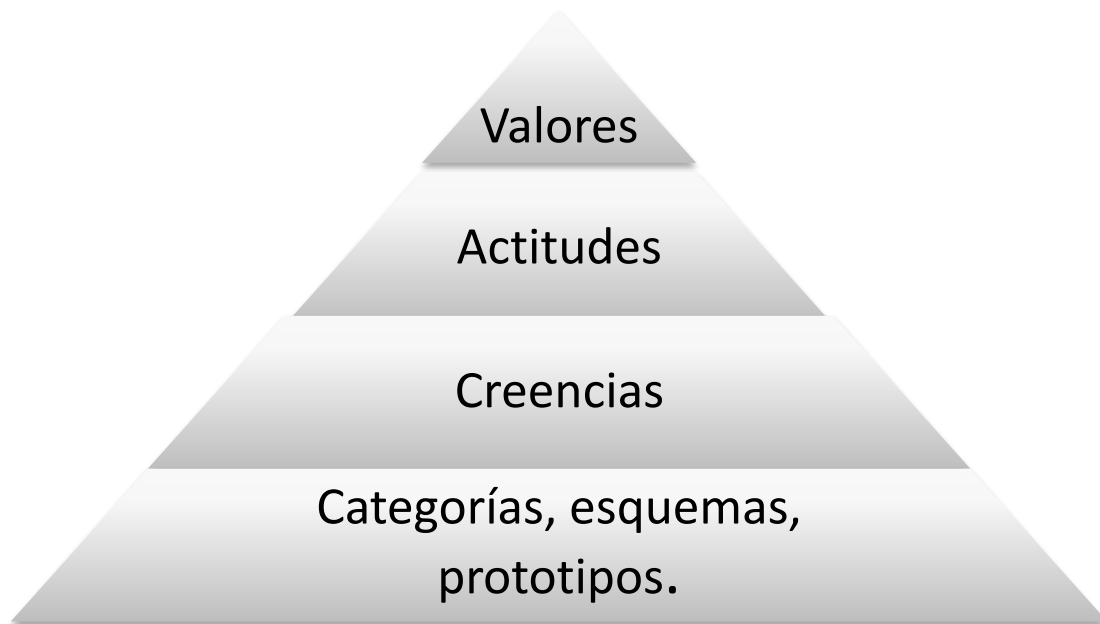 Valores
Actitudes
Creencias
Categorías, esquemas,
prototipos.